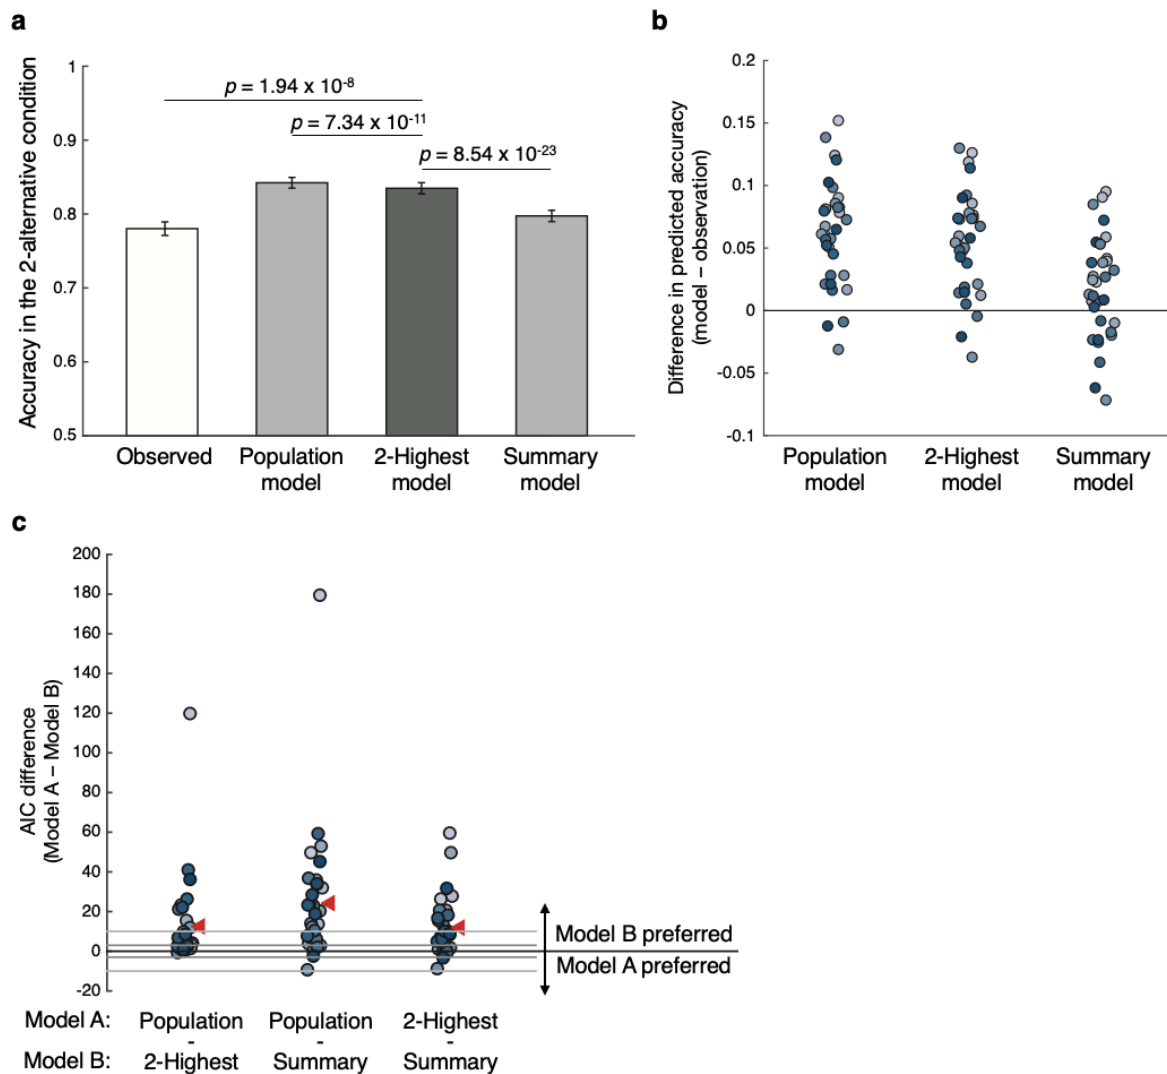 a
Accuracy in the 2-alternative condition
1
0.9
0.8
0.7
0.6
0.5
p = 1.94 x 10⁻⁸
p = 7.34 x 10⁻¹¹
p = 8.54 x 10⁻²³
Observed
Population
model
2-Highest
model
Summary
model
b
Difference in predicted accuracy
(model – observation)
0.2
0.15
0.1
0.05
0
-0.05
-0.1
Population
model
2-Highest
model
Summary
model
c
AIC difference
(Model A – Model B)
200
180
160
140
120
100
80
60
40
20
0
-20
Model B preferred
Model A preferred
Model A: Population Population 2-Highest
- - -
Model B: 2-Highest Summary Summary